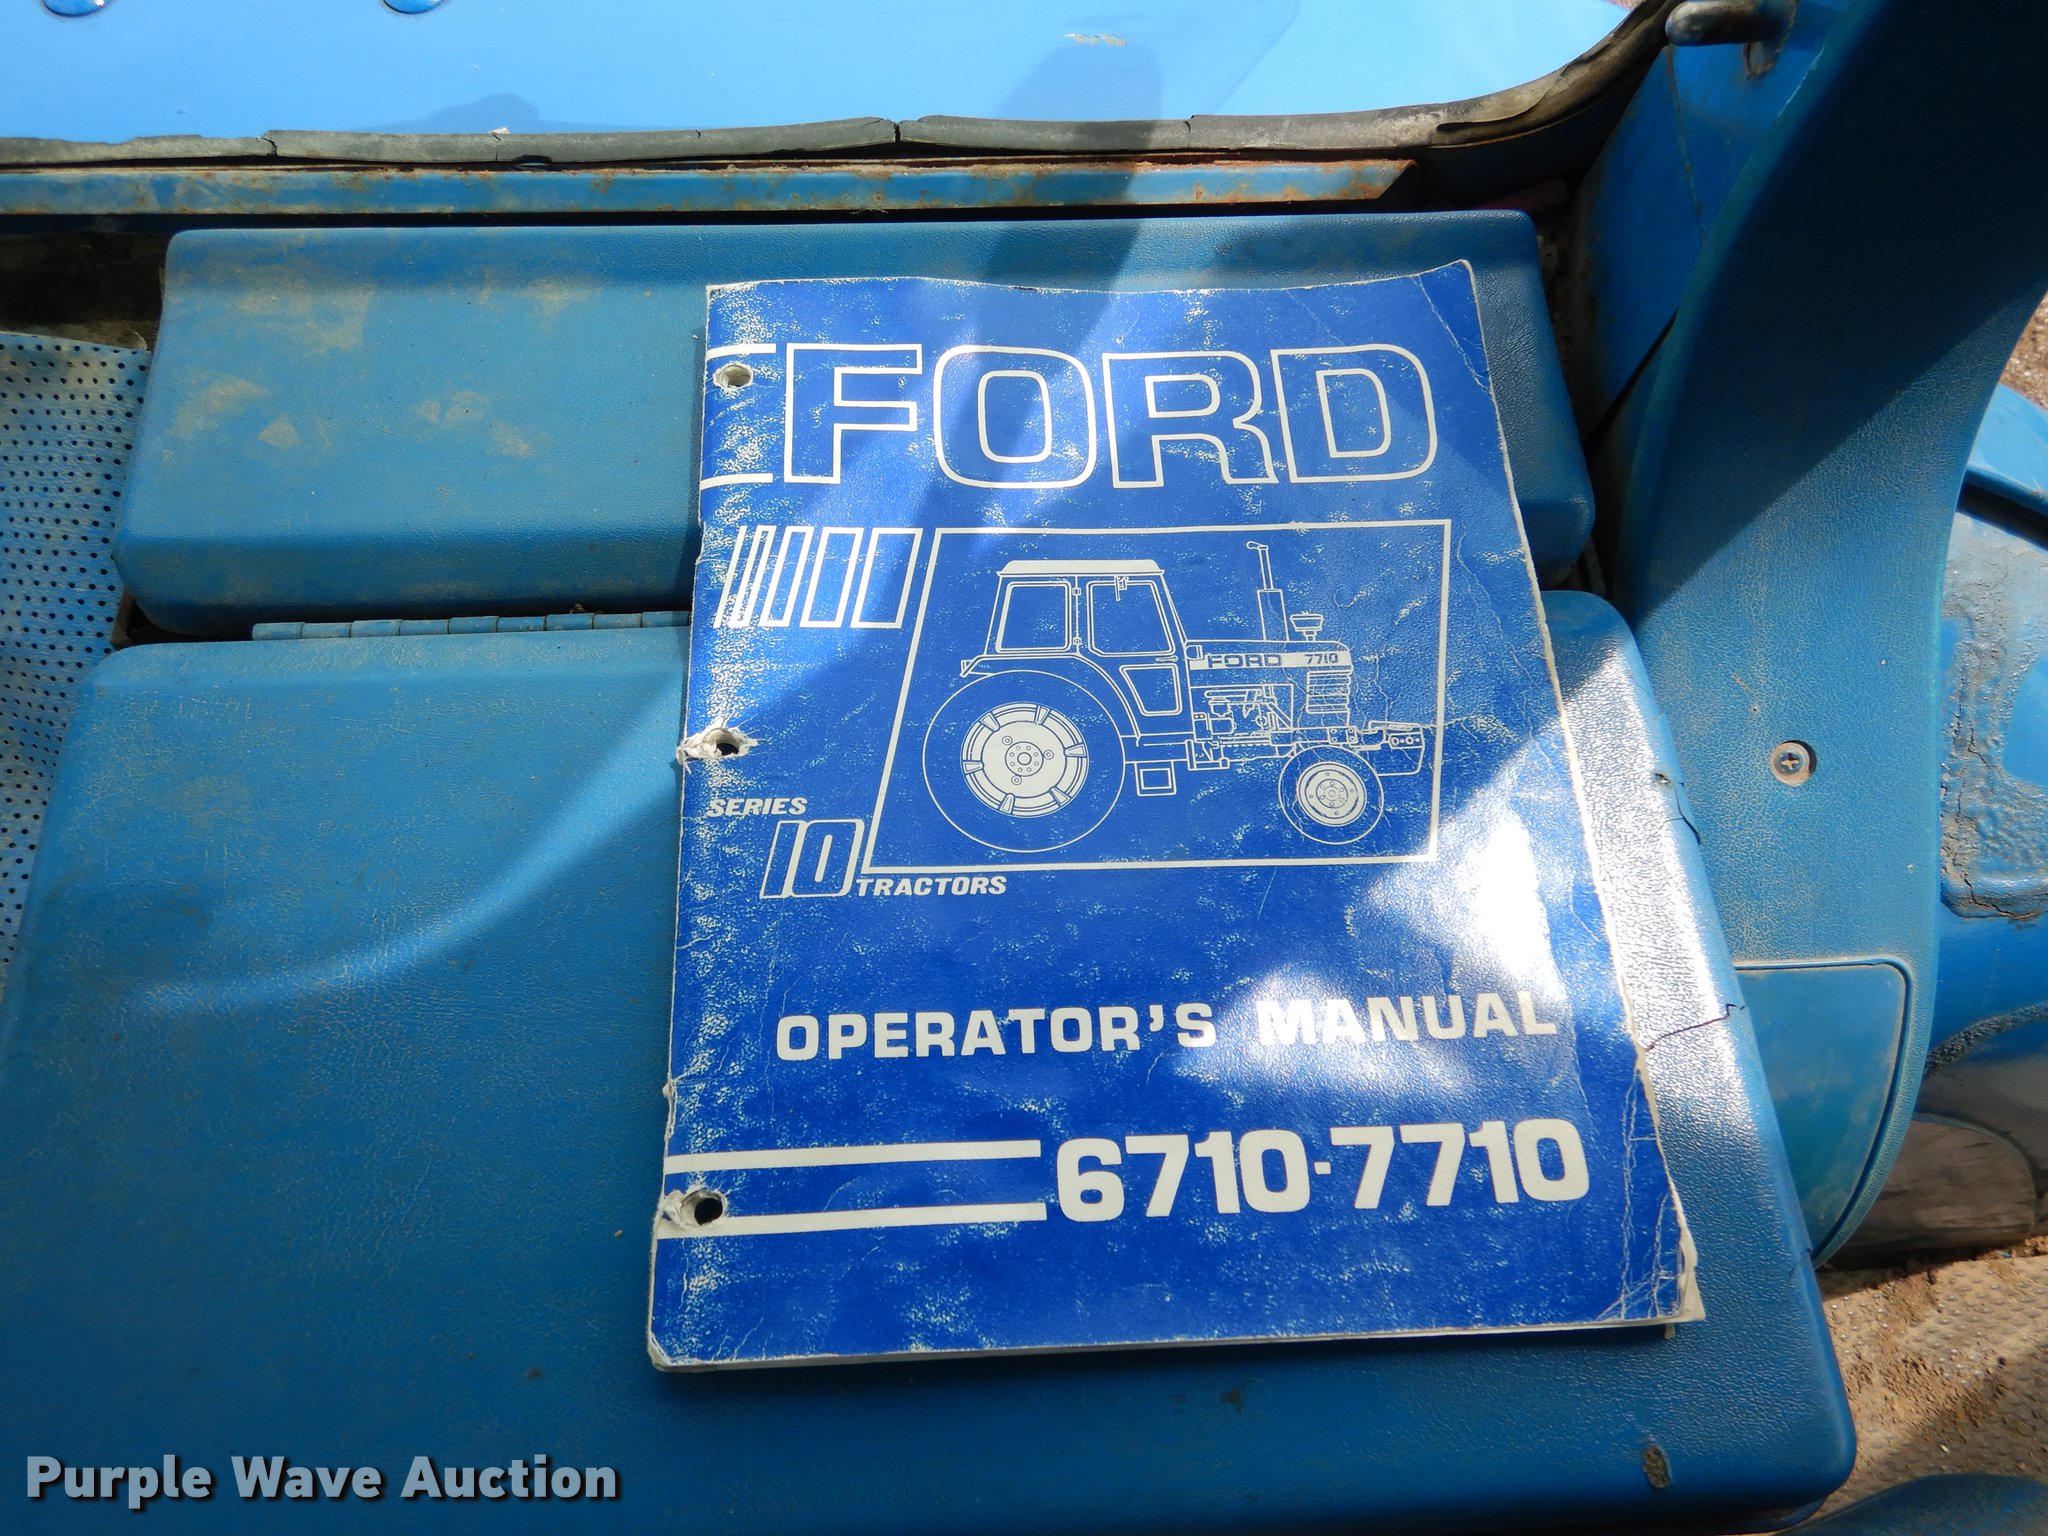 FORD
FORD 7710
SERIES
10 TRACTORS
OPERATOR'S MANUAL
6710-7710
Purple Wave Auction